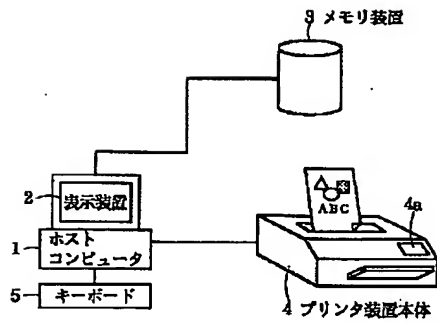 3 メモリ装置
2
表示装置
4a
ABC
1
ホスト
コンピュータ
5
キーボード
4 プリンタ装置本体